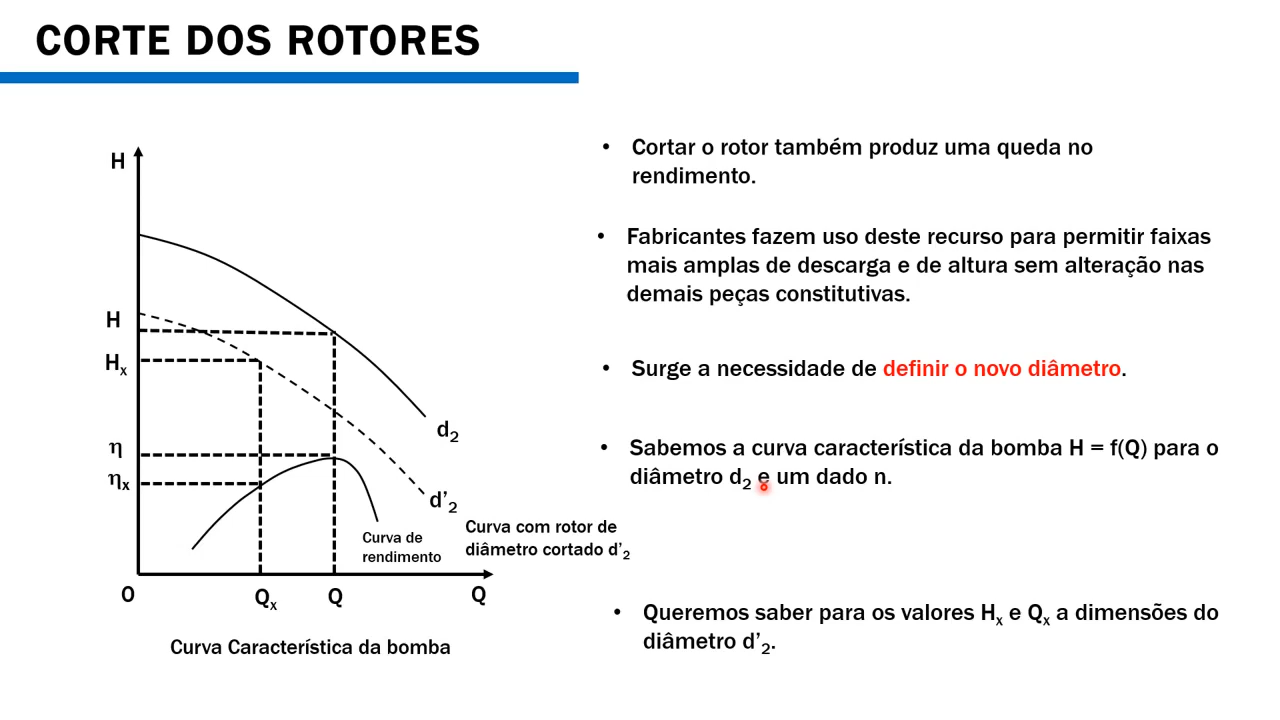 CORTE DOS ROTORES
H
H
Hx
η
ηx
O
Qx
Q
Q
d2
d’2
Curva de
rendimento
Curva com rotor de
diâmetro cortado d’2
Curva Característica da bomba
• Cortar o rotor também produz uma queda no
rendimento.
• Fabricantes fazem uso deste recurso para permitir faixas
mais amplas de descarga e de altura sem alteração nas
demais peças constitutivas.
• Surge a necessidade de definir o novo diâmetro.
• Sabemos a curva característica da bomba H = f(Q) para o
diâmetro d2 e um dado n.
• Queremos saber para os valores Hx e Qx a dimensões do
diâmetro d’2.